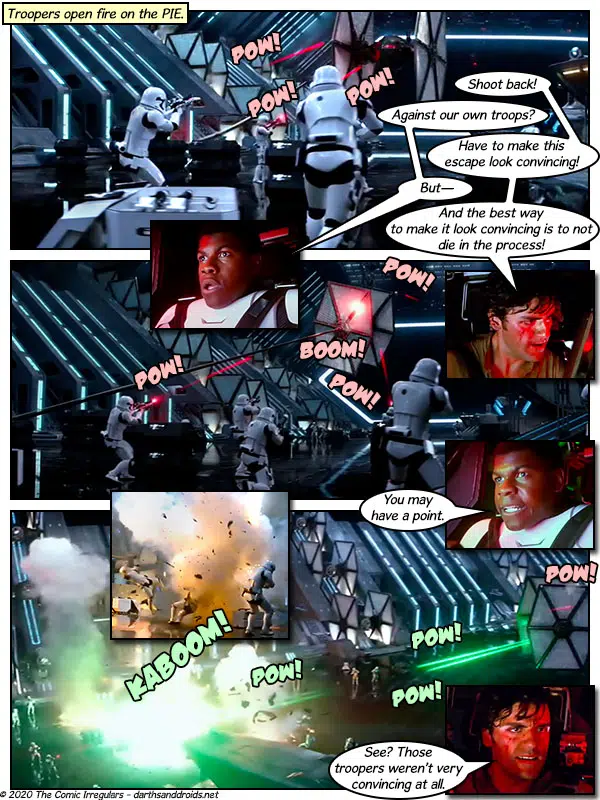 Troopers open fire on the PIE.
POW!
POW!
POW!
Shoot back!
Against our own troops?
Have to make this
escape look convincing!
But—
And the best way
to make it look convincing is to not
die in the process!
POW!
BOOM!
POW!
POW!
You may
have a point.
POW!
KABOOM!
POW!
POW!
POW!
See? Those
troopers weren't very
convincing at all.
© 2020 The Comic Irregulars – darthsanddroids.net